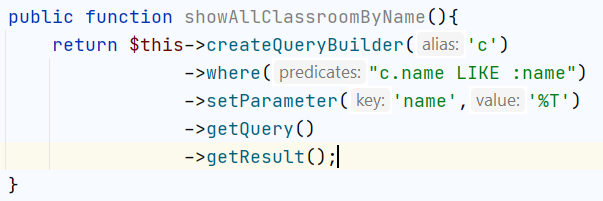 public function showAllClassroomByName(){
return $this->createQueryBuilder( alias: 'c')
->where( predicates: "c.name LIKE :name")
->setParameter( key: 'name', value: '%T')
->getQuery()
->getResult();
}